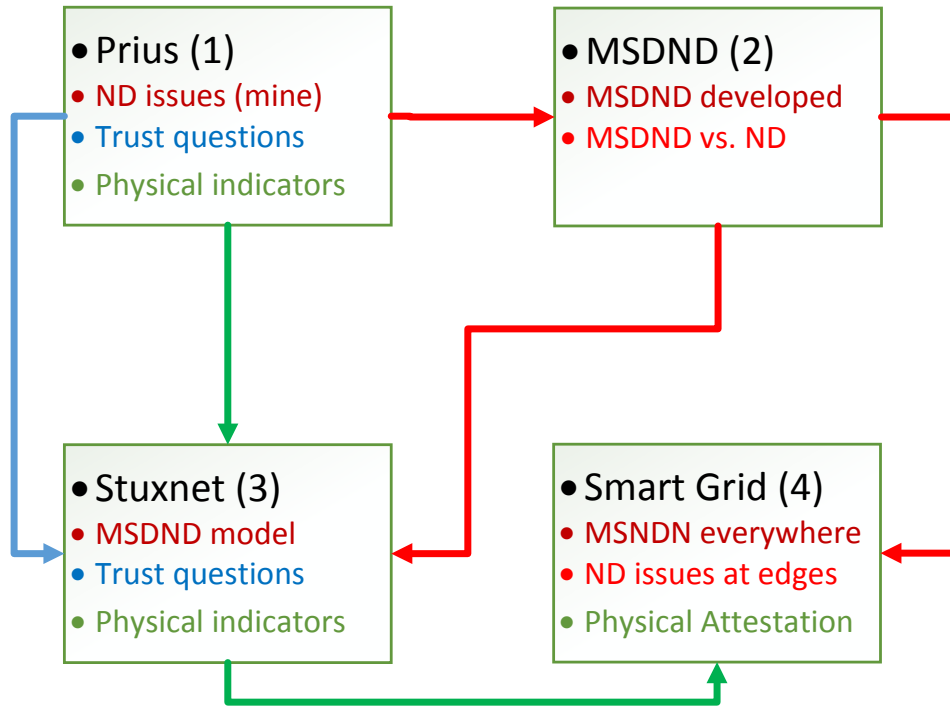 • Prius (1)
• ND issues (mine)
• Trust questions
• Physical indicators
• MSDND (2)
• MSDND developed
• MSDND vs. ND
• Stuxnet (3)
• MSDND model
• Trust questions
• Physical indicators
• Smart Grid (4)
• MSNDN everywhere
• ND issues at edges
• Physical Attestation